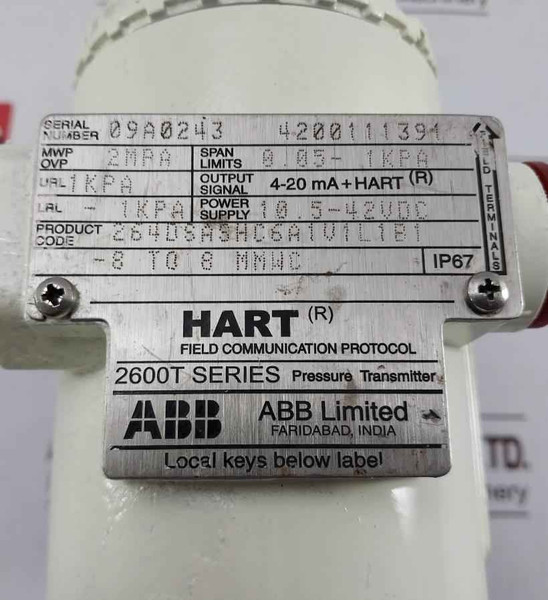 SERIAL NUMBER 09A0243 4200111391
MWP OVP 2MPA SPAN LIMITS 0.05- 1KPA
URL 1KPA OUTPUT SIGNAL 4-20 mA+HART (R)
LRL - 1KPA POWER SUPPLY 10.5-42VDC
PRODUCT CODE 264DSASHC6A1V1L1B1
-8 TO 8 MMWC IP67
FIELD TERMINALS
HART (R)
FIELD COMMUNICATION PROTOCOL
2600T SERIES Pressure Transmitter
ABB ABB Limited
FARIDABAD, INDIA
Local keys below label
TD.